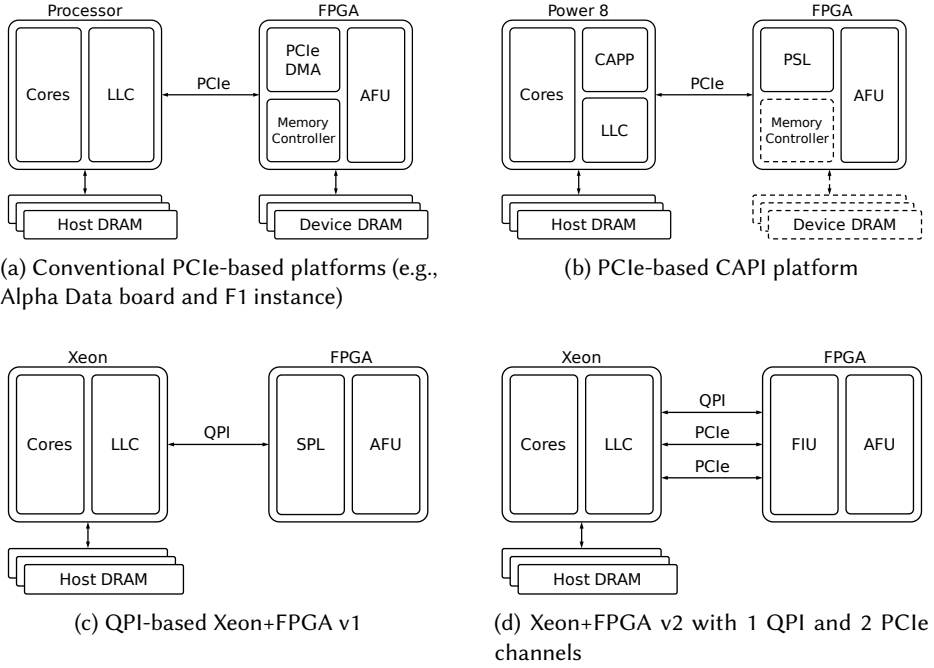 Processor
FPGA
Cores
LLC
PCIe
PCIe
DMA
Memory
Controller
AFU
Host DRAM
Device DRAM
(a) Conventional PCIe-based platforms (e.g.,
Alpha Data board and F1 instance)
Power 8
FPGA
Cores
CAPP
LLC
PCIe
PSL
Memory
Controller
AFU
Host DRAM
Device DRAM
(b) PCIe-based CAPI platform
Xeon
FPGA
Cores
LLC
QPI
SPL
AFU
Host DRAM
(c) QPI-based Xeon+FPGA v1
Xeon
FPGA
Cores
LLC
QPI
PCIe
PCIe
FIU
AFU
Host DRAM
(d) Xeon+FPGA v2 with 1 QPI and 2 PCIe
channels